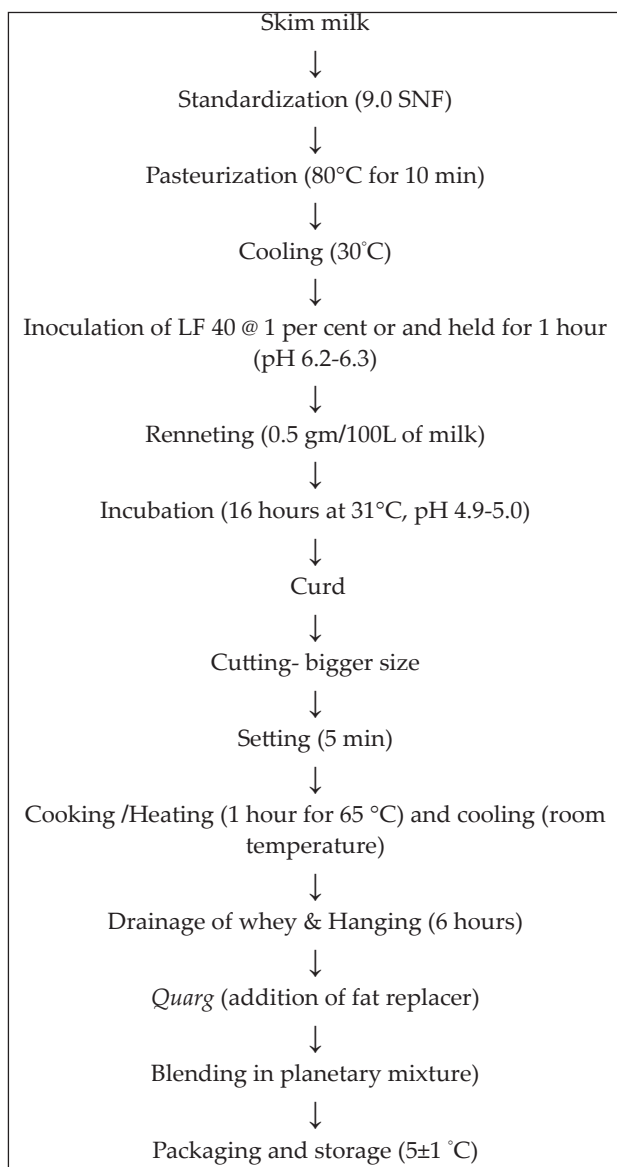 Skim milk
↓
Standardization (9.0 SNF)
↓
Pasteurization (80°C for 10 min)
↓
Cooling (30°C)
↓
Inoculation of LF 40 @ 1 per cent or and held for 1 hour
(pH 6.2-6.3)
↓
Renneting (0.5 gm/100L of milk)
↓
Incubation (16 hours at 31°C, pH 4.9-5.0)
↓
Curd
↓
Cutting- bigger size
↓
Setting (5 min)
↓
Cooking /Heating (1 hour for 65 °C) and cooling (room
temperature)
↓
Drainage of whey & Hanging (6 hours)
↓
Quarg (addition of fat replacer)
↓
Blending in planetary mixture)
↓
Packaging and storage (5±1 °C)